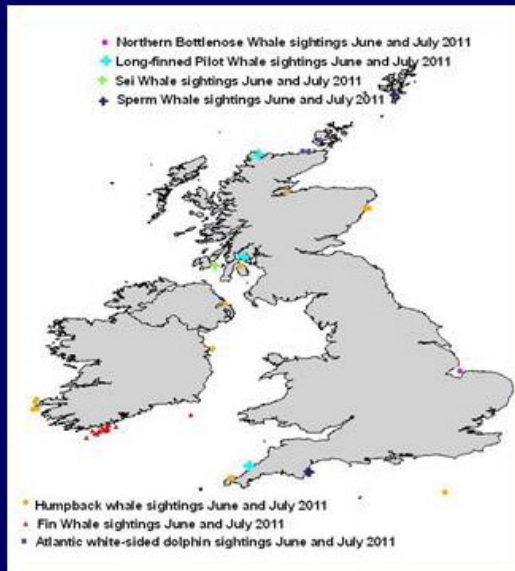 Northern Bottlenose Whale sightings June and July 2011
Long-finned Pilot Whale sightings June and July 2011
Sei Whale sightings June and July 2011
Sperm Whale sightings June and July 2011
Humpback whale sightings June and July 2011
Fin Whale sightings June and July 2011
Atlantic white-sided dolphin sightings June and July 2011